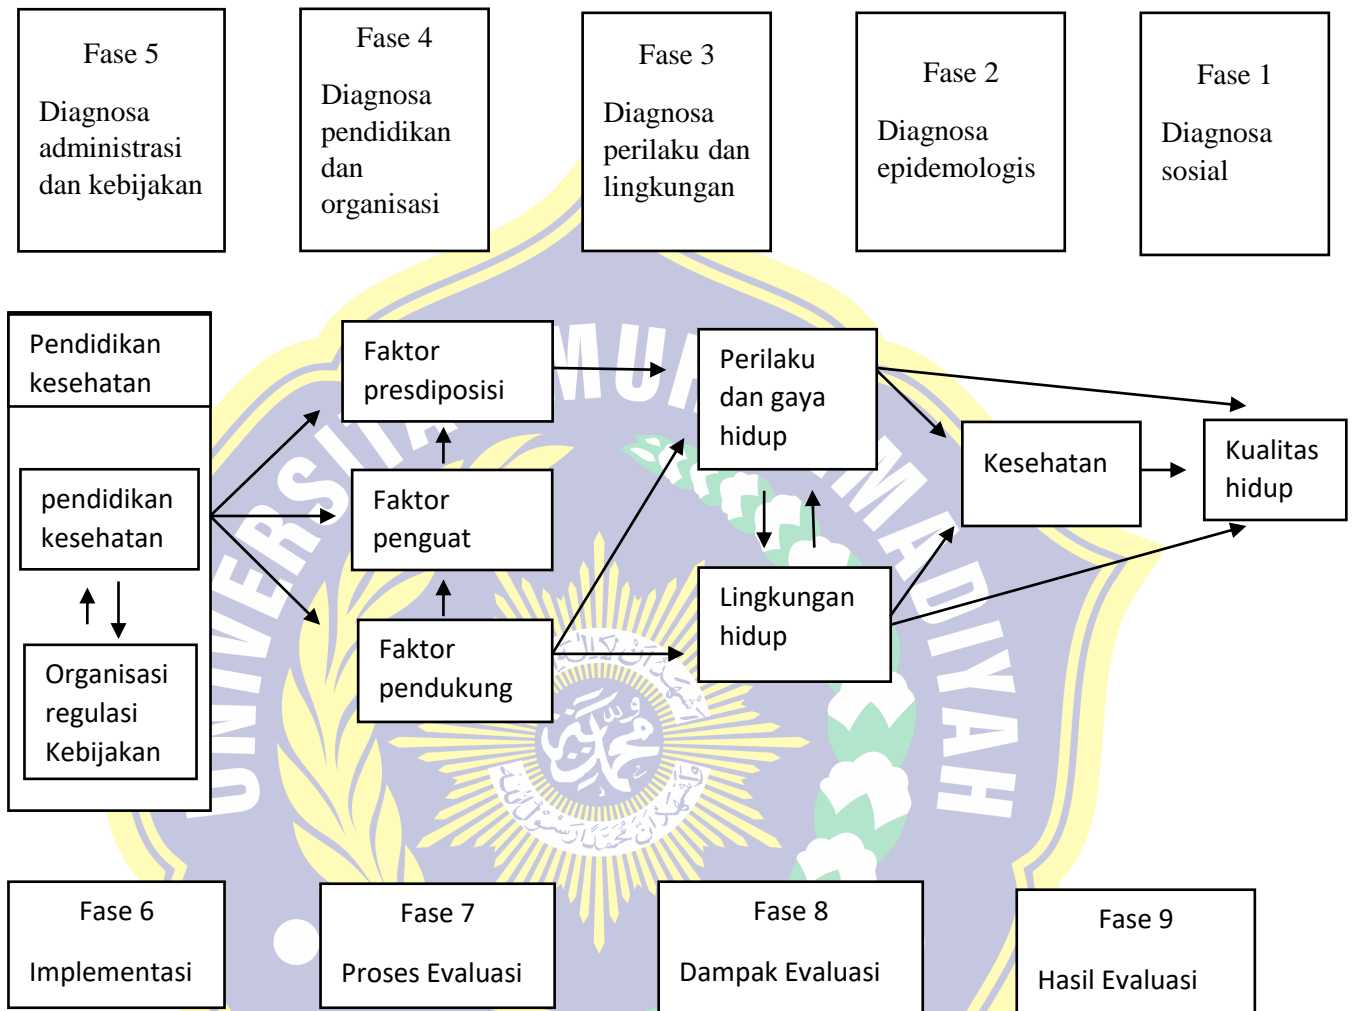 Fase 5
Diagnosa
administrasi
dan kebijakan
Fase 4
Diagnosa
pendidikan
dan
organisasi
Fase 3
Diagnosa
perilaku dan
lingkungan
Fase 2
Diagnosa
epidemologis
Fase 1
Diagnosa
sosial
Pendidikan
kesehatan
pendidikan
kesehatan
Organisasi
regulasi
Kebijakan
Faktor
presdiposisi
Faktor
penguat
Faktor
pendukung
Perilaku
dan gaya
hidup
Lingkungan
hidup
Kesehatan
Kualitas
hidup
Fase 6
Implementasi
Fase 7
Proses Evaluasi
Fase 8
Dampak Evaluasi
Fase 9
Hasil Evaluasi